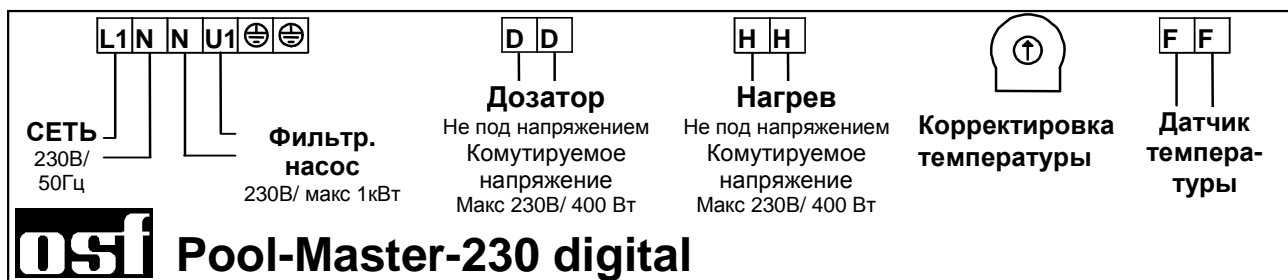 L1 N N U1
D D
H H
F F
СЕТЬ
230В/
50Гц
Фильтр.
насос
230В/ макс 1кВт
Дозатор
Не под напряжением
Комутируемое
напряжение
Макс 230В/ 400 Вт
Нагрев
Не под напряжением
Комутируемое
напряжение
Макс 230В/ 400 Вт
Корректировка
температуры
Датчик
темпера-
туры
osf
Pool-Master-230 digital